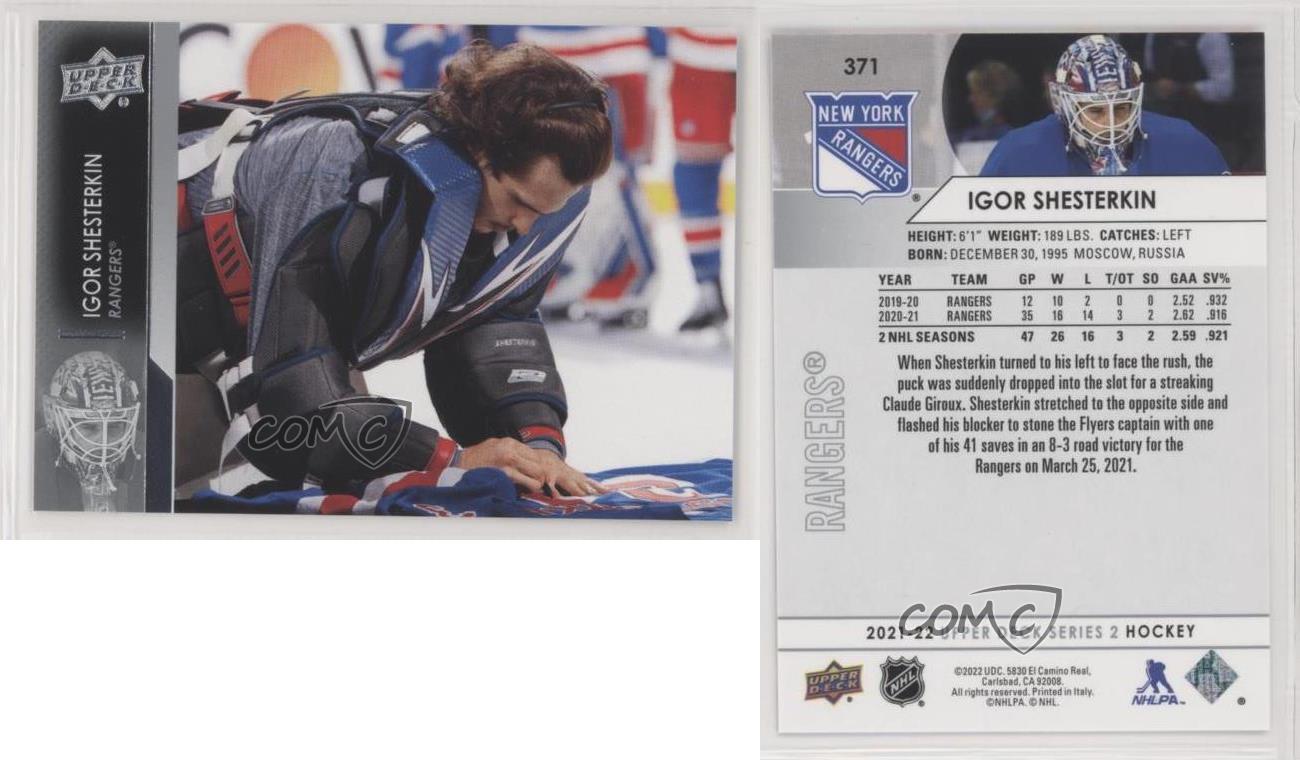 UPPER
D·E·C·K
IGOR SHESTERKIN
RANGERS®
COMC
371
NEW YORK
RANGERS
®
IGOR SHESTERKIN
HEIGHT: 6'1" WEIGHT: 189 LBS. CATCHES: LEFT
BORN: DECEMBER 30, 1995 MOSCOW, RUSSIA
YEAR TEAM GP W L T/OT SO GAA SV%
2019-20 RANGERS 12 10 2 0 0 2.52 .932
2020-21 RANGERS 35 16 14 3 2 2.62 .916
2 NHL SEASONS 47 26 16 3 2 2.59 .921
When Shesterkin turned to his left to face the rush, the
puck was suddenly dropped into the slot for a streaking
Claude Giroux. Shesterkin stretched to the opposite side and
flashed his blocker to stone the Flyers captain with one
of his 41 saves in an 8-3 road victory for the
Rangers on March 25, 2021.
RANGERS®
COMC
2021-22 UPPER DECK SERIES 2 HOCKEY
UPPER
D·E·C·K
NHL
©2022 UDC. 5830 El Camino Real,
Carlsbad, CA 92008.
All rights reserved. Printed in Italy.
©NHLPA. © NHL.
NHLPA™
®